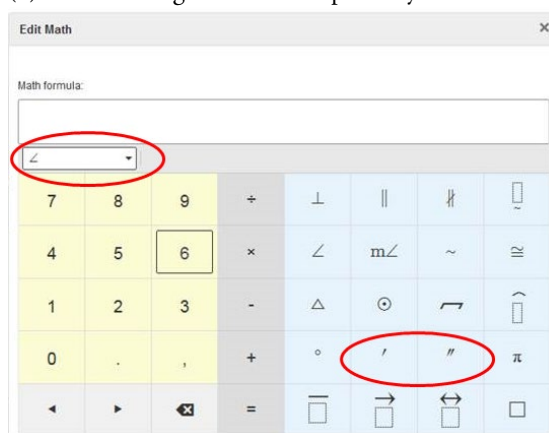 Edit Math ×
Math formula:
∠
7 8 9 ÷ ⊥ ∥ ∦ ▯̰
4 5 6 × ∠ m∠ ~ ≅
1 2 3 - △ ⊙ ▱ ▯̂
0 . , + ° ′ ″ π
◄ ► ⌫ = ▯̅ ▯⃗ ▯⃡ □